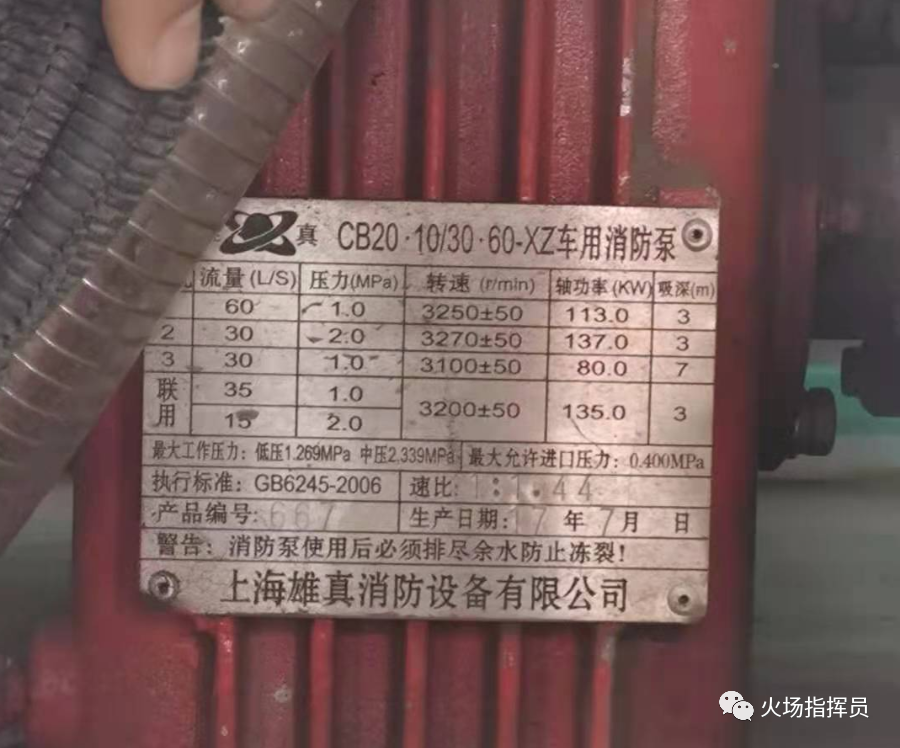 真 CB20·10/30·60-XZ车用消防泵
流量(L/S) 压力(MPa) 转速 (r/min) 轴功率(KW) 吸深(m)
60 1.0 3250±50 113.0 3
2 30 2.0 3270±50 137.0 3
3 30 1.0 3100±50 80.0 7
联用 35 1.0 3200±50 135.0 3
15 2.0
最大工作压力: 低压1.269MPa 中压2.339MPa 最大允许进口压力: 0.400MPa
执行标准: GB6245-2006 速比: 1:1.44
产品编号: 667 生产日期: 17 年 7 月 日
警告: 消防泵使用后必须排尽余水防止冻裂!
上海雄真消防设备有限公司
火场指挥员